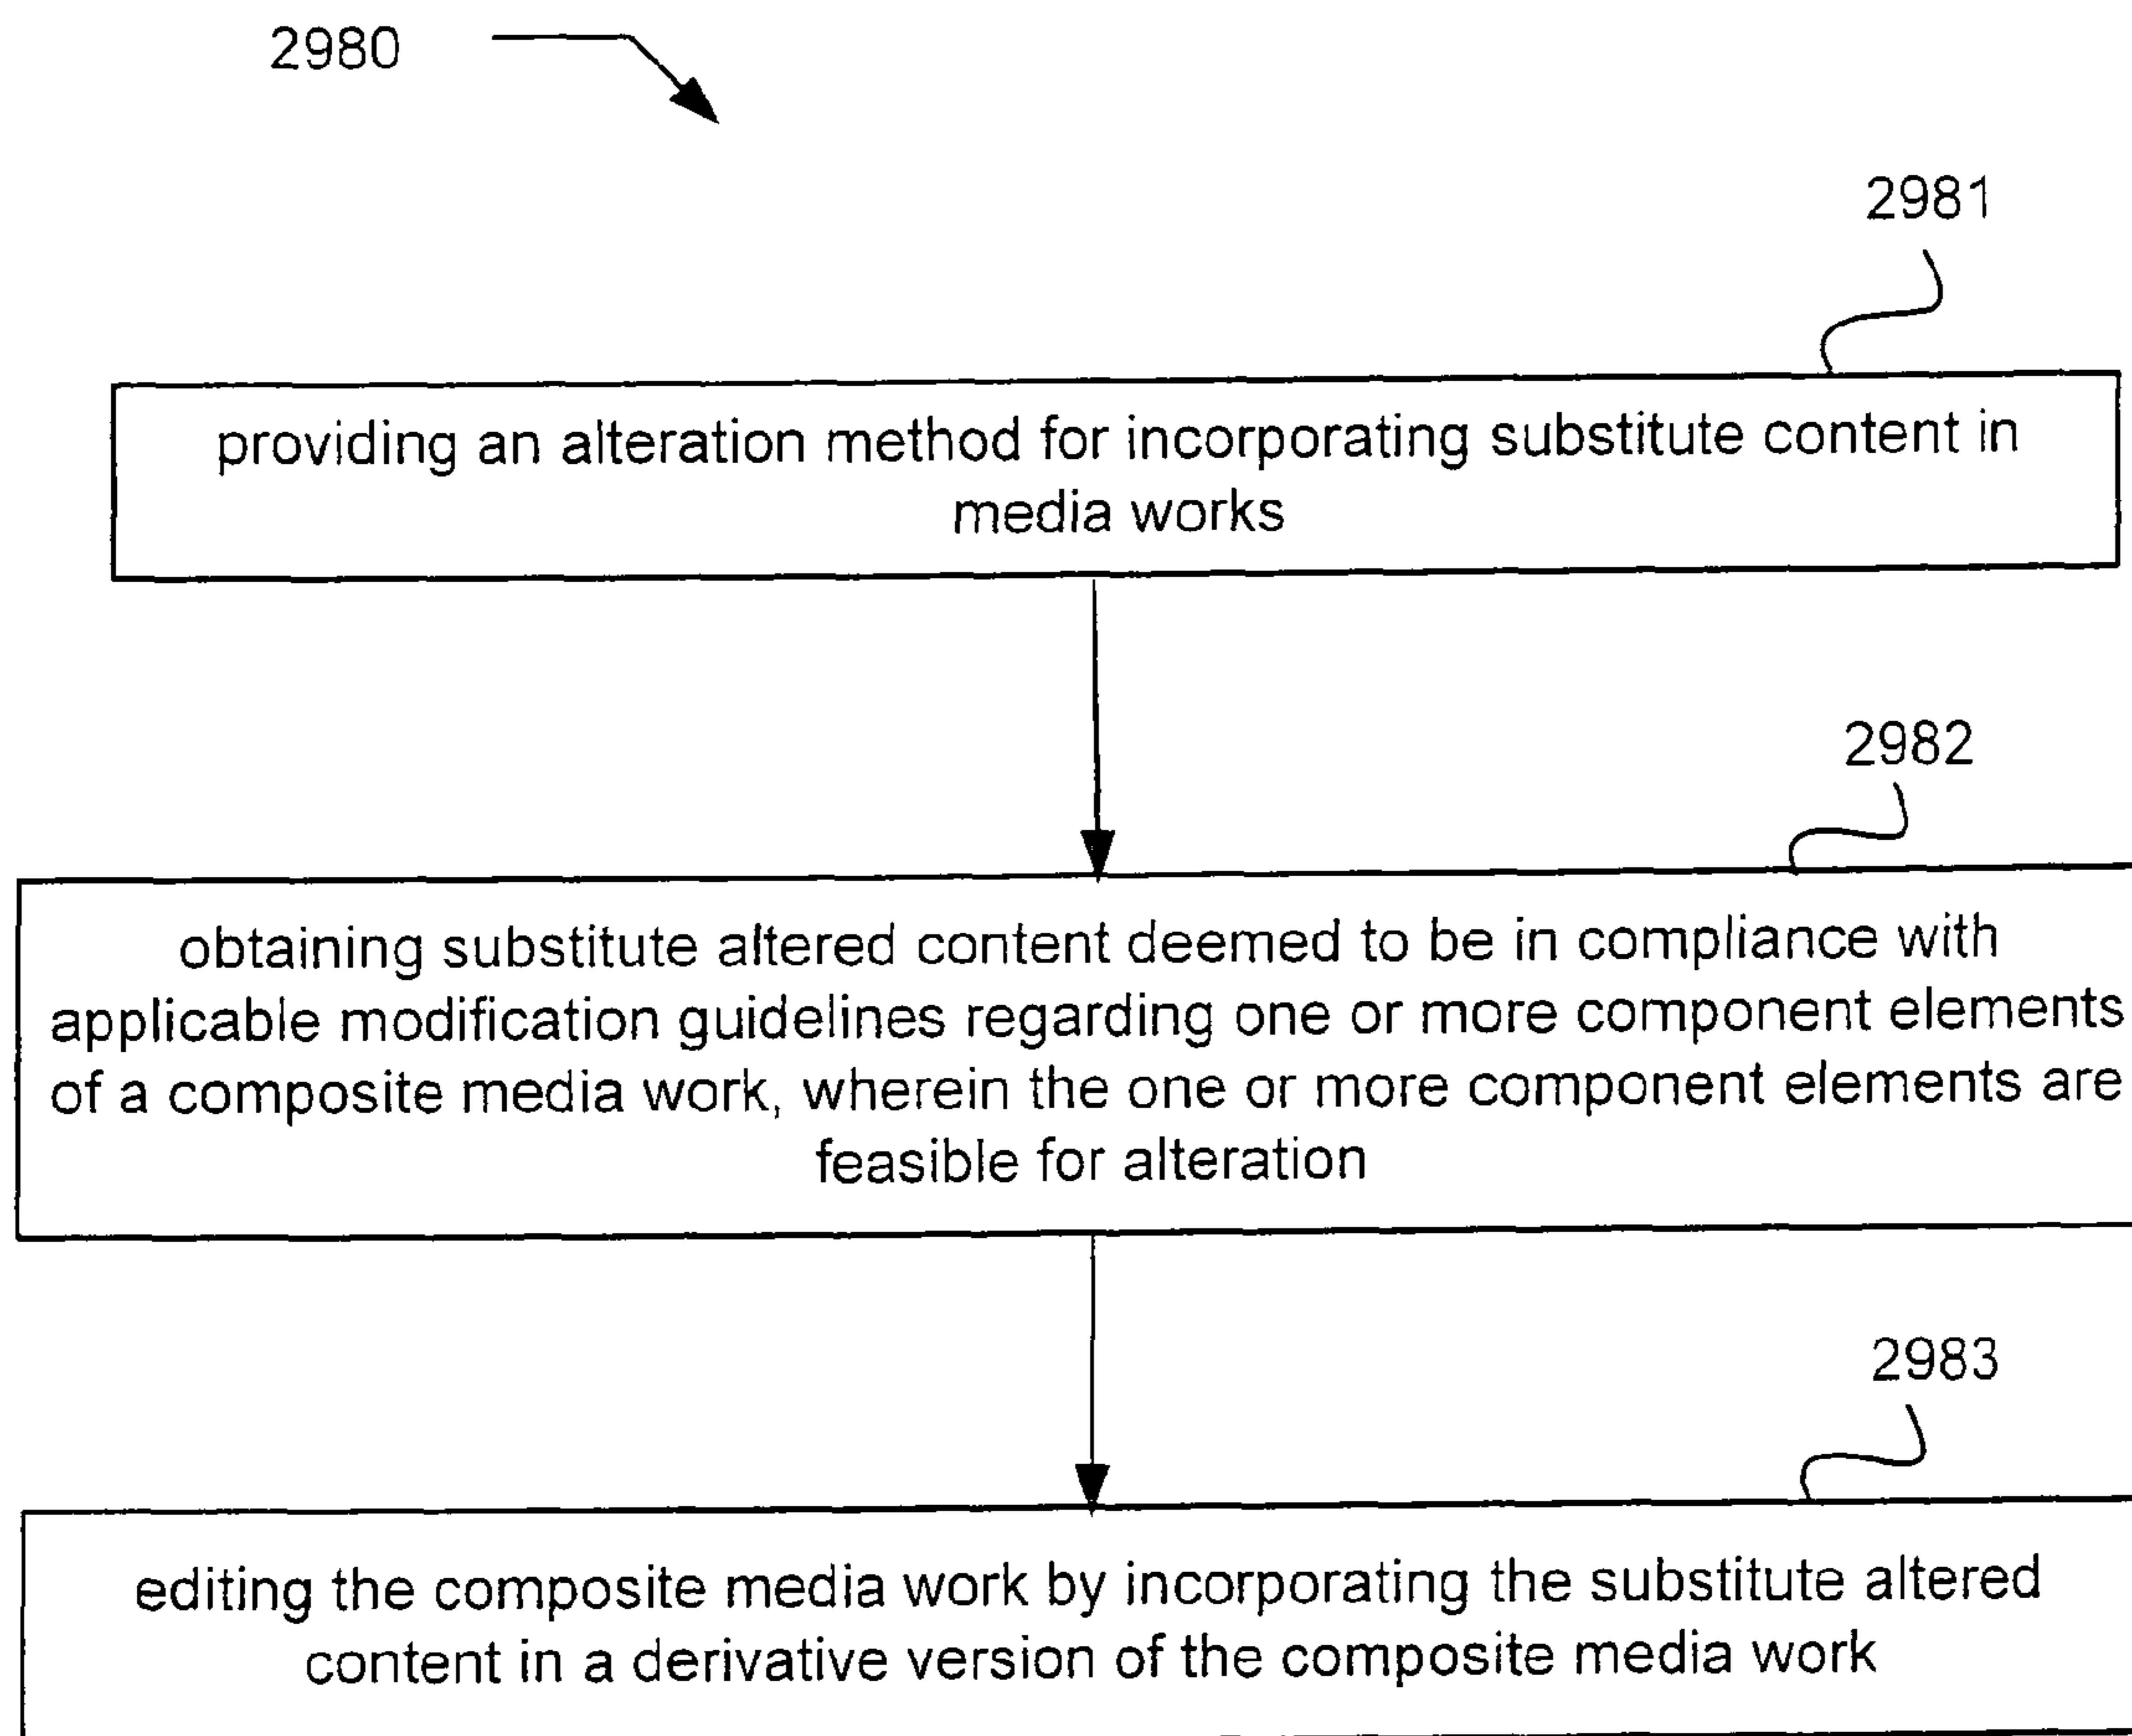 2980
2981
providing an alteration method for incorporating substitute content in
media works
2982
obtaining substitute altered content deemed to be in compliance with
applicable modification guidelines regarding one or more component elements
of a composite media work, wherein the one or more component elements are
feasible for alteration
2983
editing the composite media work by incorporating the substitute altered
content in a derivative version of the composite media work